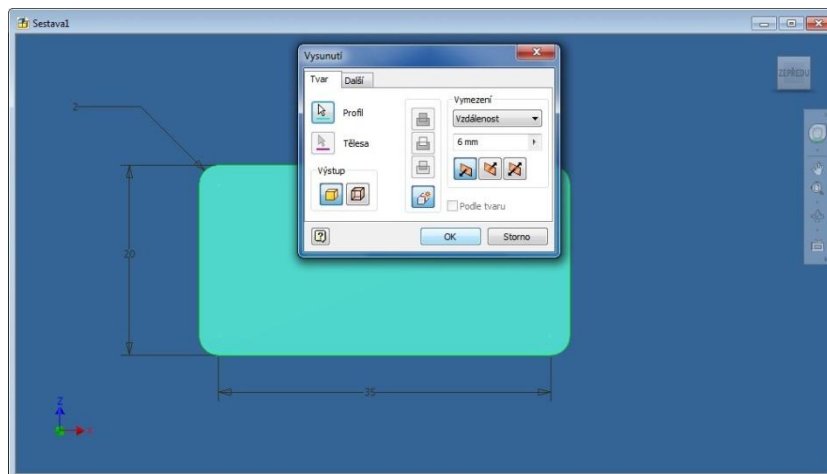 Sestava1
Vysunutí
Tvar Další
Profil
Tělesa
Výstup
Vymezení
Vzdálenost
6 mm
Podle tvaru
OK Storno
ZEPŘEDU
2
20
35
Z
X